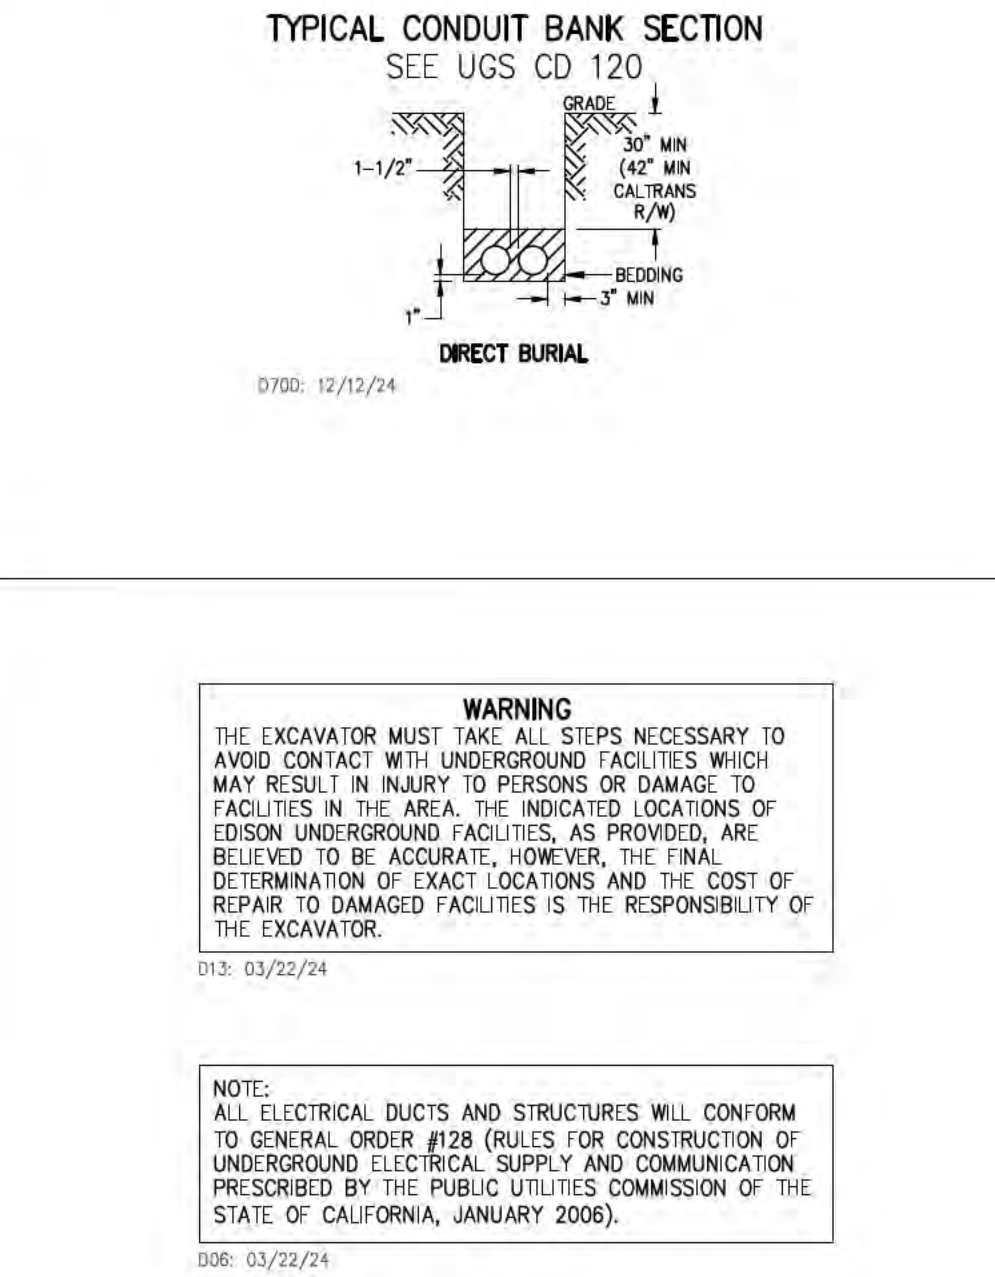 TYPICAL CONDUIT BANK SECTION
SEE UGS CD 120
GRADE
30" MIN
(42" MIN
CALTRANS
R/W)
1-1/2"
BEDDING
3" MIN
1"
DIRECT BURIAL
D70D: 12/12/24
WARNING
THE EXCAVATOR MUST TAKE ALL STEPS NECESSARY TO
AVOID CONTACT WITH UNDERGROUND FACILITIES WHICH
MAY RESULT IN INJURY TO PERSONS OR DAMAGE TO
FACILITIES IN THE AREA. THE INDICATED LOCATIONS OF
EDISON UNDERGROUND FACILITIES, AS PROVIDED, ARE
BELIEVED TO BE ACCURATE, HOWEVER, THE FINAL
DETERMINATION OF EXACT LOCATIONS AND THE COST OF
REPAIR TO DAMAGED FACILITIES IS THE RESPONSIBILITY OF
THE EXCAVATOR.
D13: 03/22/24
NOTE:
ALL ELECTRICAL DUCTS AND STRUCTURES WILL CONFORM
TO GENERAL ORDER #128 (RULES FOR CONSTRUCTION OF
UNDERGROUND ELECTRICAL SUPPLY AND COMMUNICATION
PRESCRIBED BY THE PUBLIC UTILITIES COMMISSION OF THE
STATE OF CALIFORNIA, JANUARY 2006).
D06: 03/22/24